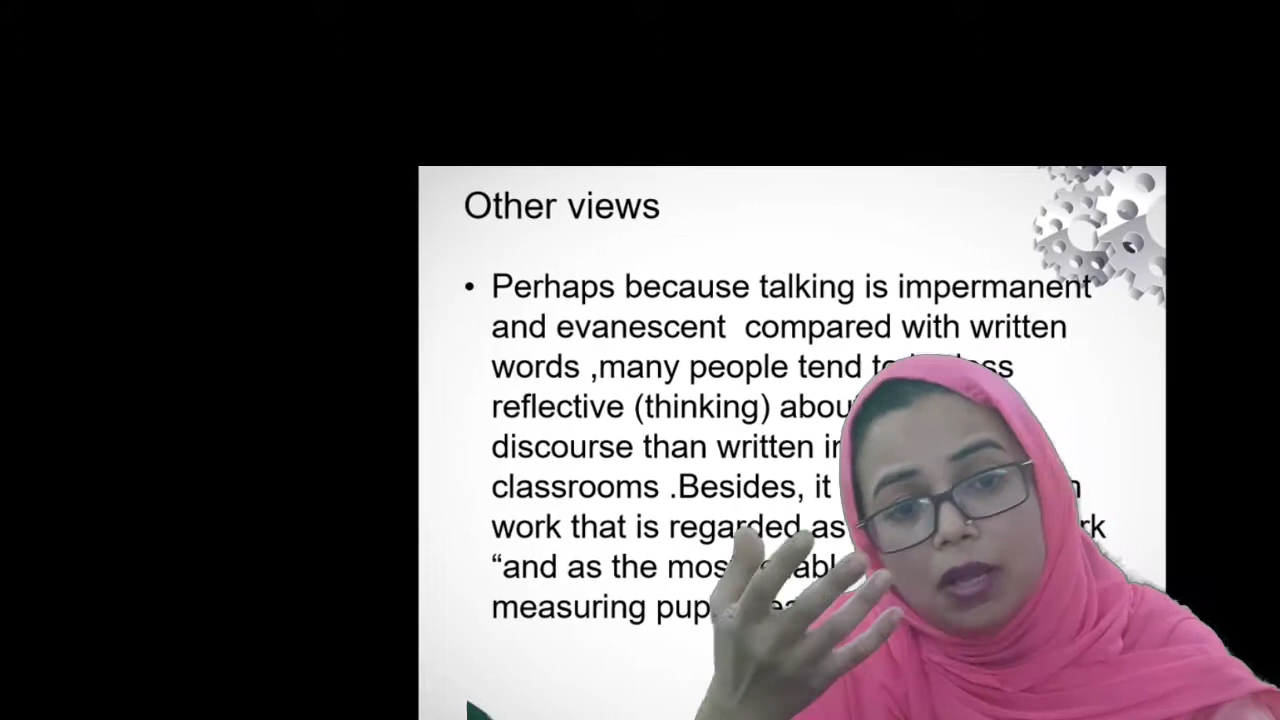 Other views
• Perhaps because talking is impermanent
and evanescent compared with written
words ,many people tend
reflective (thinking)
discourse than written
classrooms .Besides, it
work that is regarded as
“and as the
measuring